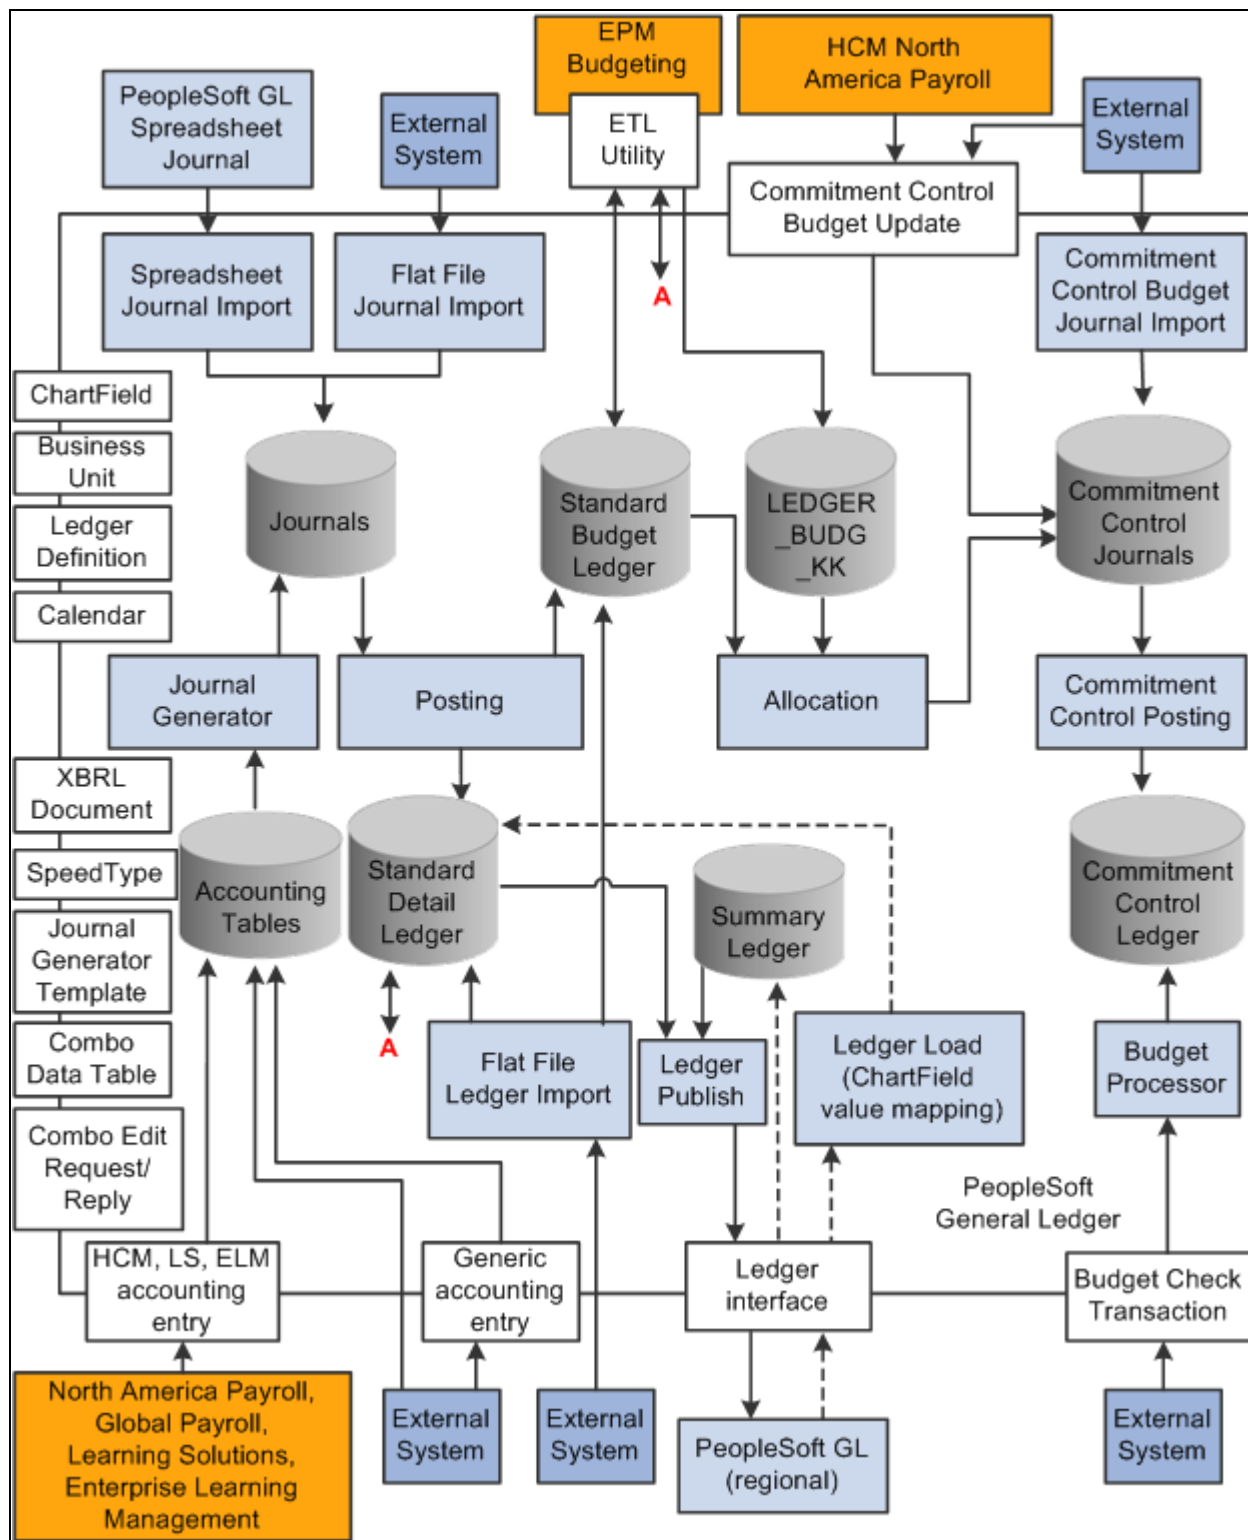 EPM
Budgeting
HCM North
America Payroll
PeopleSoft GL
Spreadsheet
Journal
External
System
ETL
Utility
External
System
Commitment Control
Budget Update
Spreadsheet
Journal Import
Flat File
Journal Import
A
Commitment
Control Budget
Journal Import
ChartField
Business
Unit
Ledger
Definition
Calendar
Journals
Standard
Budget
Ledger
LEDGER
_BUDG
_KK
Commitment
Control
Journals
Journal
Generator
Posting
Allocation
Commitment
Control Posting
XBRL
Document
SpeedType
Journal
Generator
Template
Combo
Data Table
Combo Edit
Request/
Reply
Accounting
Tables
Standard
Detail
Ledger
Summary
Ledger
Commitment
Control
Ledger
A
Flat File
Ledger Import
Ledger
Publish
Ledger Load
(ChartField
value mapping)
Budget
Processor
PeopleSoft
General Ledger
HCM, LS, ELM
accounting
entry
Generic
accounting
entry
Ledger
interface
Budget Check
Transaction
North America Payroll,
Global Payroll,
Learning Solutions,
Enterprise Learning
Management
External
System
External
System
PeopleSoft GL
(regional)
External
System